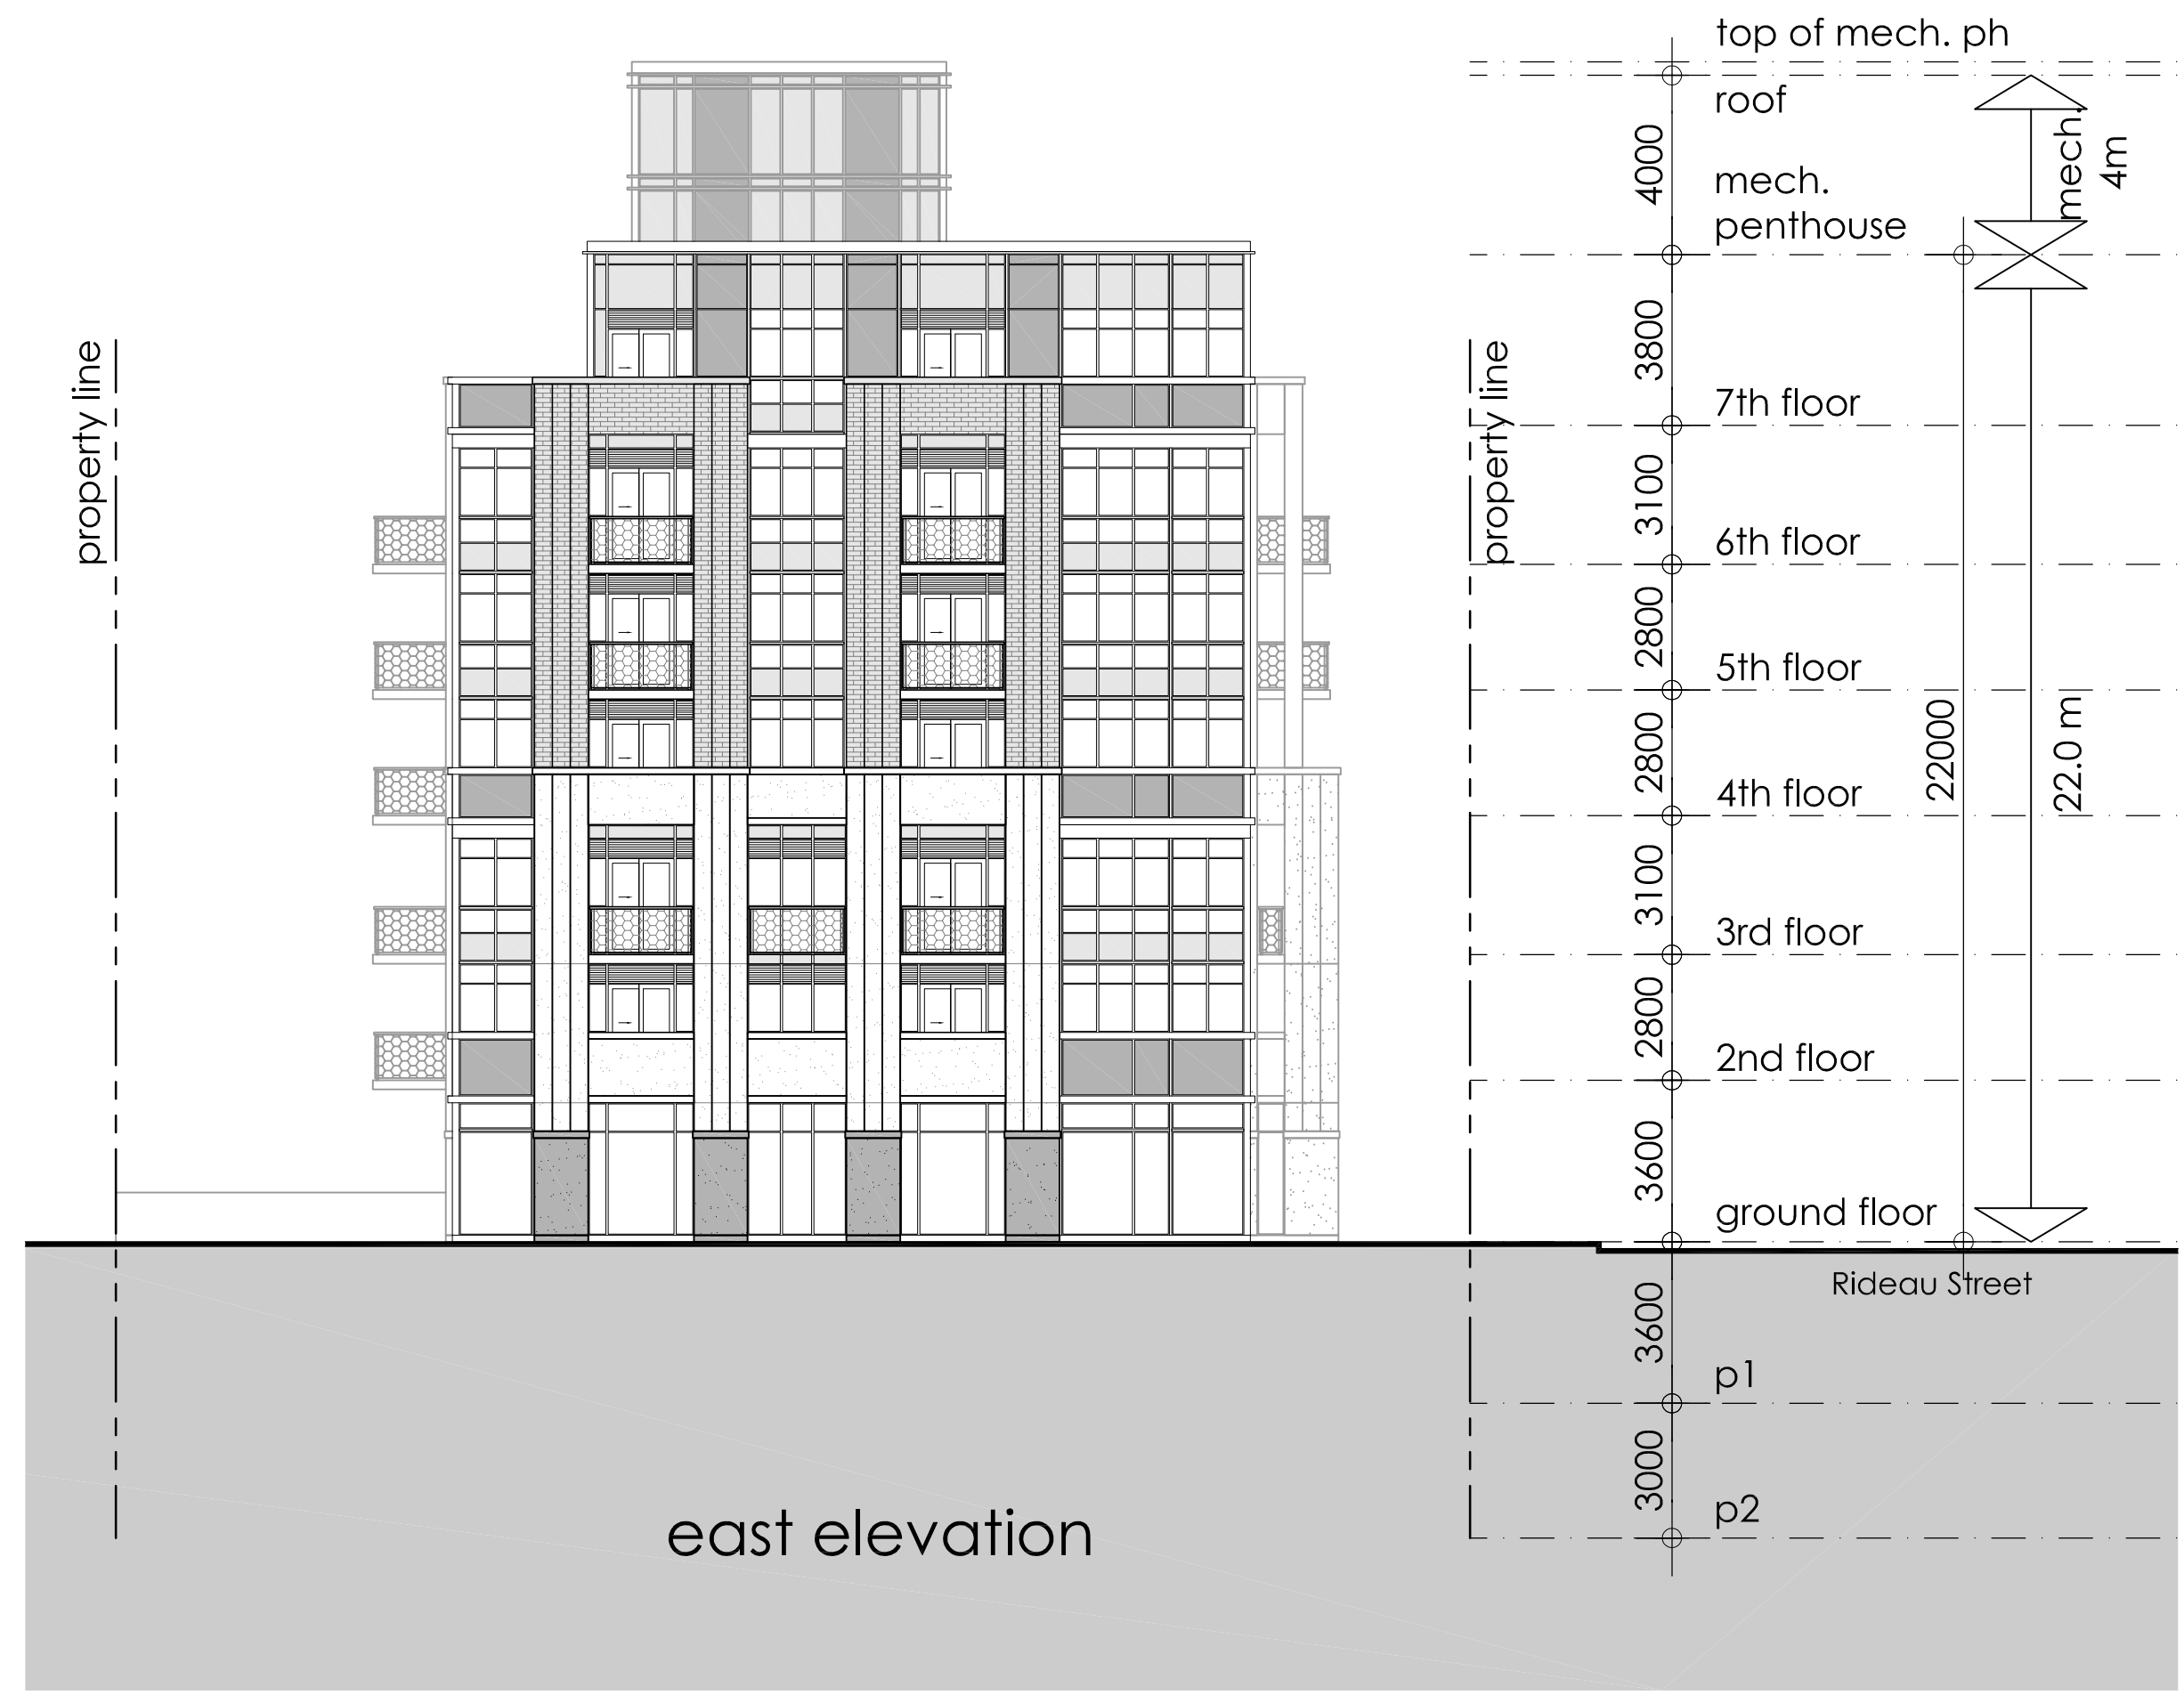 top of mech. ph
roof
4000
mech.
4m
mech.
penthouse
3800
property line
property line
7th floor
3100
6th floor
2800
5th floor
22000
22.0 m
2800
4th floor
3100
3rd floor
2800
2nd floor
3600
ground floor
Rideau Street
3600
p1
3000
p2
east elevation